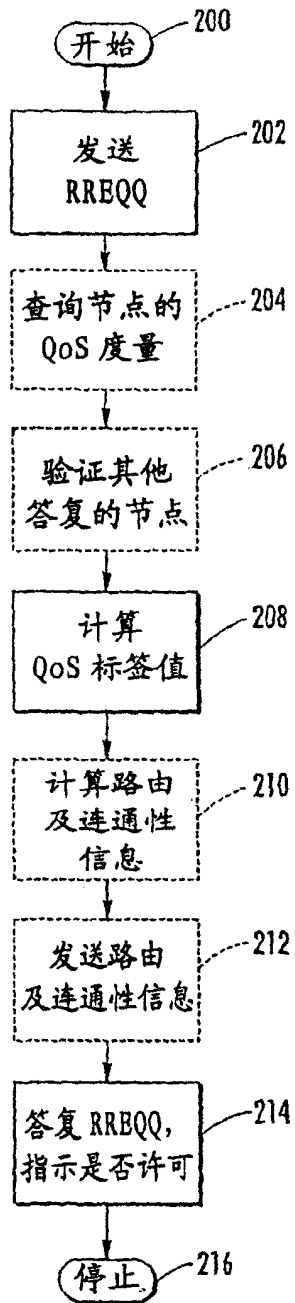 开始
200
发送
RREQQ
202
查询节点的
QoS 度量
204
验证其他
答复的节点
206
计算
QoS 标签值
208
计算路由
及连通性
信息
210
发送路由
及连通性信息
212
答复 RREQQ,
指示是否许可
214
停止
216